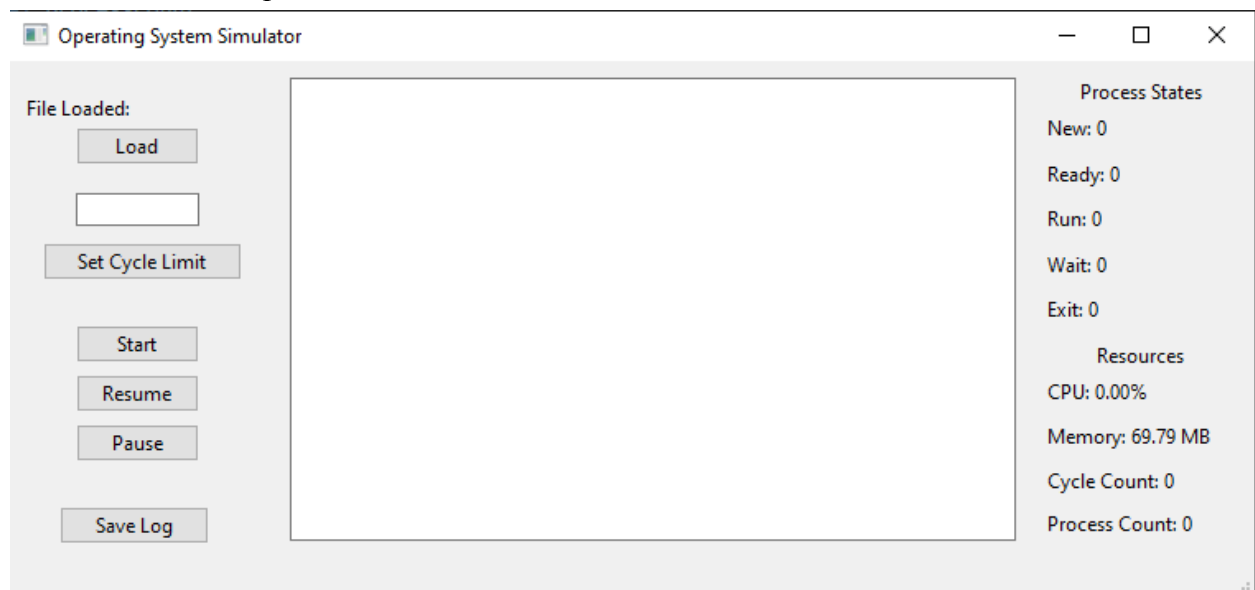 Operating System Simulator
File Loaded:
Load
Set Cycle Limit
Start
Resume
Pause
Save Log
Process States
New: 0
Ready: 0
Run: 0
Wait: 0
Exit: 0
Resources
CPU: 0.00%
Memory: 69.79 MB
Cycle Count: 0
Process Count: 0